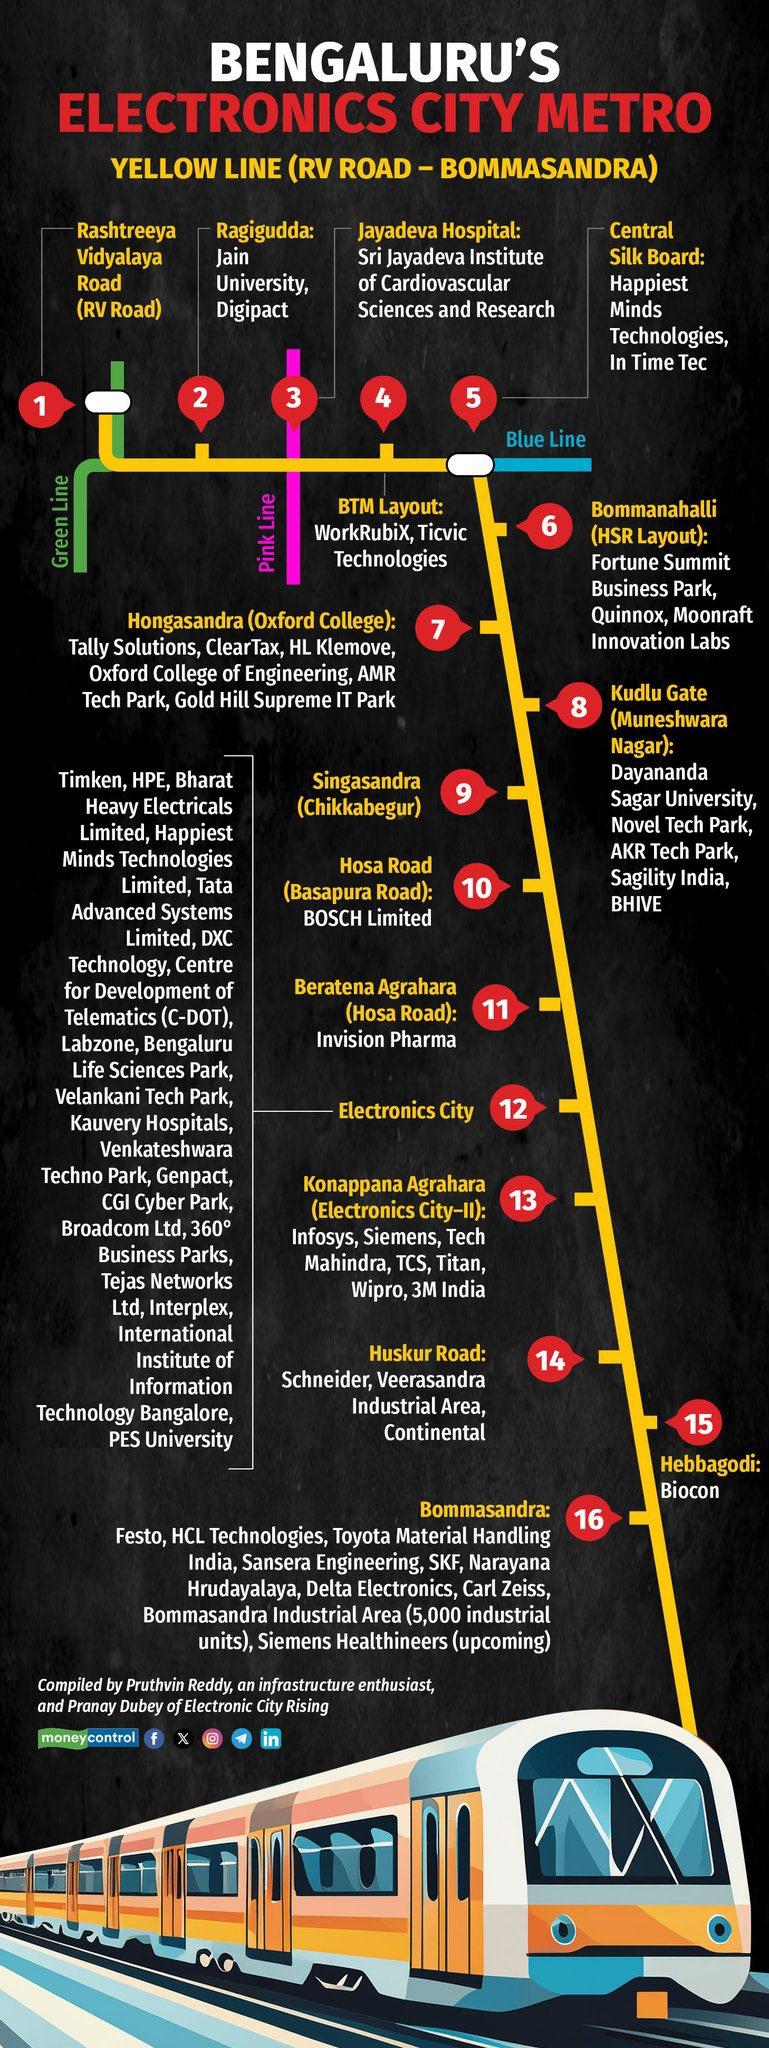 BENGALURU'S
ELECTRONICS CITY METRO
YELLOW LINE (RV ROAD – BOMMASANDRA)
Rashtreeya
Vidyalaya
Road
(RV Road)
Ragigudda:
Jain
University,
Digipact
Jayadeva Hospital:
Sri Jayadeva Institute
of Cardiovascular
Sciences and Research
Central
Silk Board:
Happiest
Minds
Technologies,
In Time Tec
1
2
3
4
5
Blue Line
Green Line
Pink Line
BTM Layout:
WorkRubiX, Ticvic
Technologies
6
Bommanahalli
(HSR Layout):
Fortune Summit
Business Park,
Quinnox, Moonraft
Innovation Labs
Hongasandra (Oxford College):
Tally Solutions, ClearTax, HL Klemove,
Oxford College of Engineering, AMR
Tech Park, Gold Hill Supreme IT Park
7
8
Kudlu Gate
(Muneshwara
Nagar):
Dayananda
Sagar University,
Novel Tech Park,
AKR Tech Park,
Sagility India,
BHIVE
Singasandra
(Chikkabegur)
9
Hosa Road
(Basapura Road):
BOSCH Limited
10
Beratena Agrahara
(Hosa Road):
Invision Pharma
11
Electronics City
12
Timken, HPE, Bharat
Heavy Electricals
Limited, Happiest
Minds Technologies
Limited, Tata
Advanced Systems
Limited, DXC
Technology, Centre
for Development of
Telematics (C-DOT),
Labzone, Bengaluru
Life Sciences Park,
Velankani Tech Park,
Kauvery Hospitals,
Venkateshwara
Techno Park, Genpact,
CGI Cyber Park,
Broadcom Ltd, 360°
Business Parks,
Tejas Networks
Ltd, Interplex,
International
Institute of
Information
Technology Bangalore,
PES University
Konappana Agrahara
(Electronics City–II):
Infosys, Siemens, Tech
Mahindra, TCS, Titan,
Wipro, 3M India
13
Huskur Road:
Schneider, Veerasandra
Industrial Area,
Continental
14
15
Hebbagodi:
Biocon
Bommasandra:
Festo, HCL Technologies, Toyota Material Handling
India, Sansera Engineering, SKF, Narayana
Hrudayalaya, Delta Electronics, Carl Zeiss,
Bommasandra Industrial Area (5,000 industrial
units), Siemens Healthineers (upcoming)
16
Compiled by Pruthvin Reddy, an infrastructure enthusiast,
and Pranay Dubey of Electronic City Rising
moneycontrol